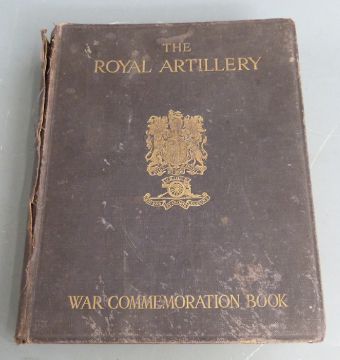 THE
ROYAL ARTILLERY
WAR COMMEMORATION BOOK